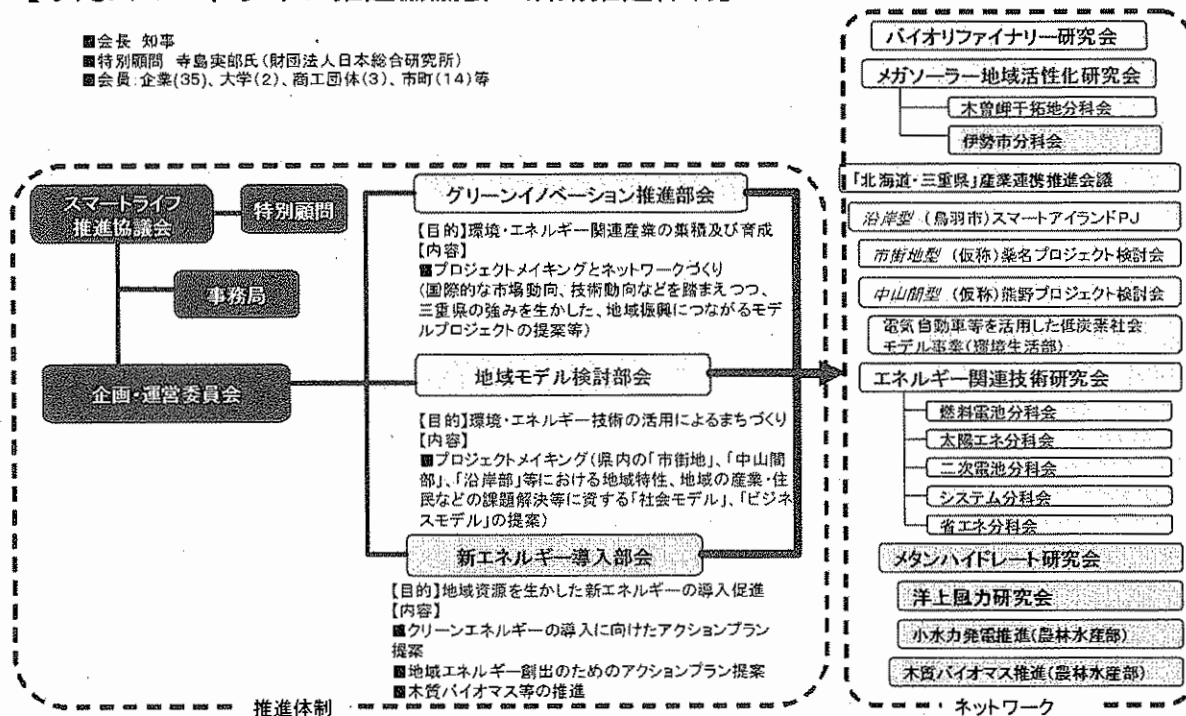 ■会長 知事
■特別顧問 寺島実郎氏(財団法人日本総合研究所)
■会員:企業(35)、大学(2)、商工団体(3)、市町(14)等
スマートライフ
推進協議会
特別顧問
事務局
企画・運営委員会
グリーンイノベーション推進部会
【目的】環境・エネルギー関連産業の集積及び育成
【内容】
■プロジェクトメイキングとネットワークづくり
(国際的な市場動向、技術動向などを踏まえつつ、
三重県の強みを生かした、地域振興につながるモデ
ルプロジェクトの提案等)
地域モデル検討部会
【目的】環境・エネルギー技術の活用によるまちづくり
【内容】
■プロジェクトメイキング(県内の「市街地」、「中山間
部」、「沿岸部」等における地域特性、地域の産業・住
民などの課題解決等に資する「社会モデル」、「ビジネ
スモデル」の提案)
新エネルギー導入部会
【目的】地域資源を生かした新エネルギーの導入促進
【内容】
■クリーンエネルギーの導入に向けたアクションプラン
提案
■地域エネルギー創出のためのアクションプラン提案
■木質バイオマス等の推進
推進体制
バイオリファイナリー研究会
メガソーラー地域活性化研究会
木曽岬干拓地分科会
伊勢市分科会
「北海道・三重県」産業連携推進会議
沿岸型 (鳥羽市)スマートアイランドPJ
市街地型 (仮称)桑名プロジェクト検討会
中山間型 (仮称)熊野プロジェクト検討会
電気自動車等を活用した低炭素社会
モデル事業(環境生活部)
エネルギー関連技術研究会
燃料電池分科会
太陽エネ分科会
二次電池分科会
システム分科会
省エネ分科会
メタンハイドレート研究会
洋上風力研究会
小水力発電推進(農林水産部)
木質バイオマス推進(農林水産部)
ネットワーク